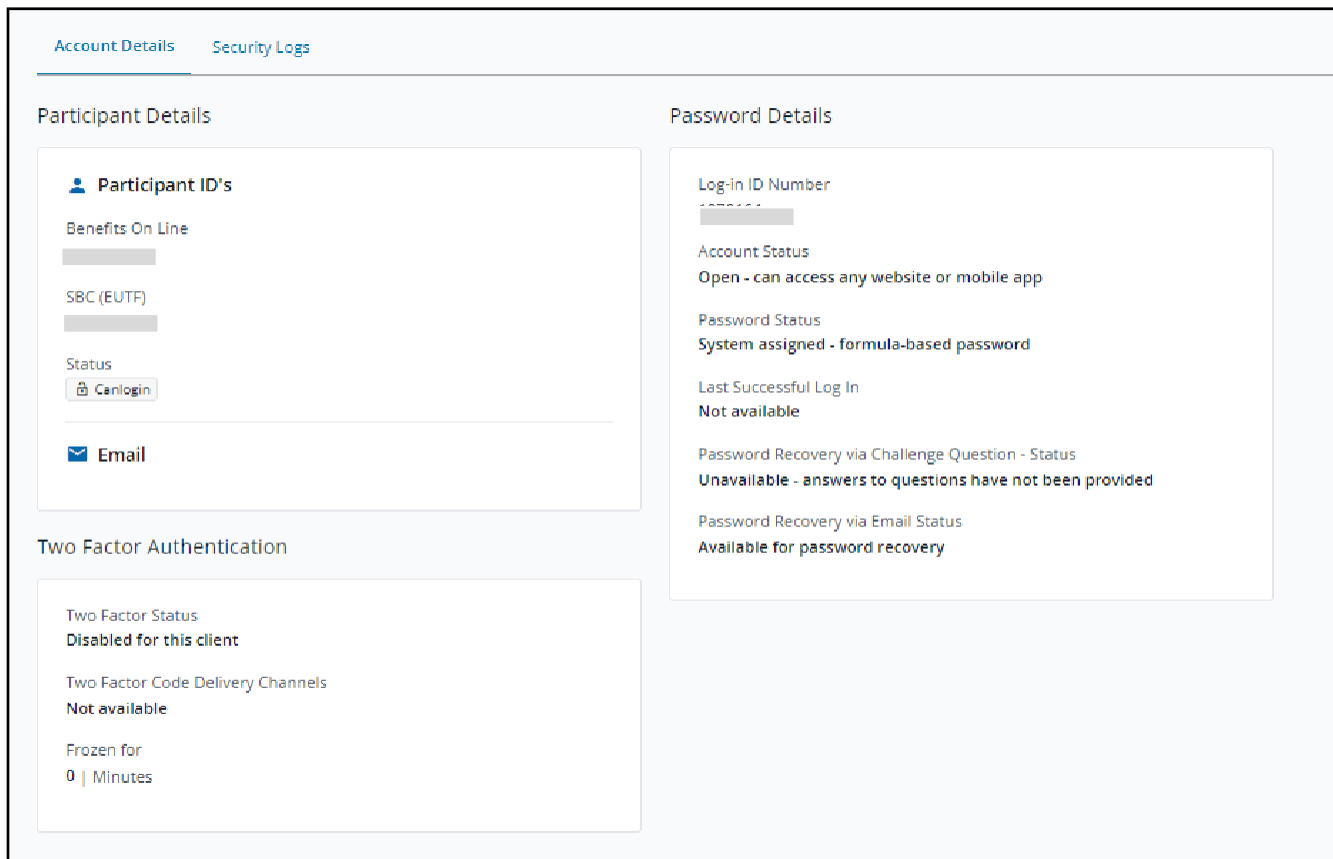 Account Details
Security Logs
Participant Details
Participant ID's
Benefits On Line
SBC (EUTF)
Status
Canlogin
Email
Two Factor Authentication
Two Factor Status
Disabled for this client
Two Factor Code Delivery Channels
Not available
Frozen for
0 | Minutes
Password Details
Log-in ID Number
Account Status
Open - can access any website or mobile app
Password Status
System assigned - formula-based password
Last Successful Log In
Not available
Password Recovery via Challenge Question - Status
Unavailable - answers to questions have not been provided
Password Recovery via Email Status
Available for password recovery